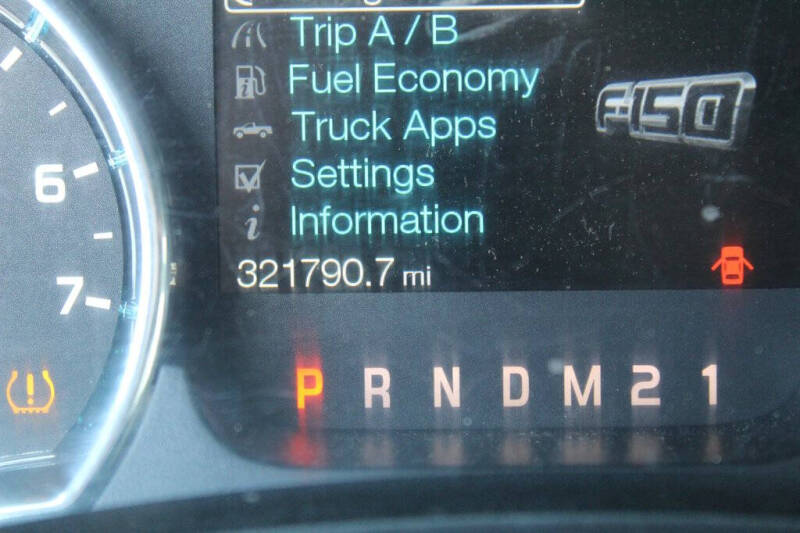 Trip A / B
Fuel Economy
F-150
Truck Apps
6
Settings
Information
321790.7 mi
7
P R N D M 2 1